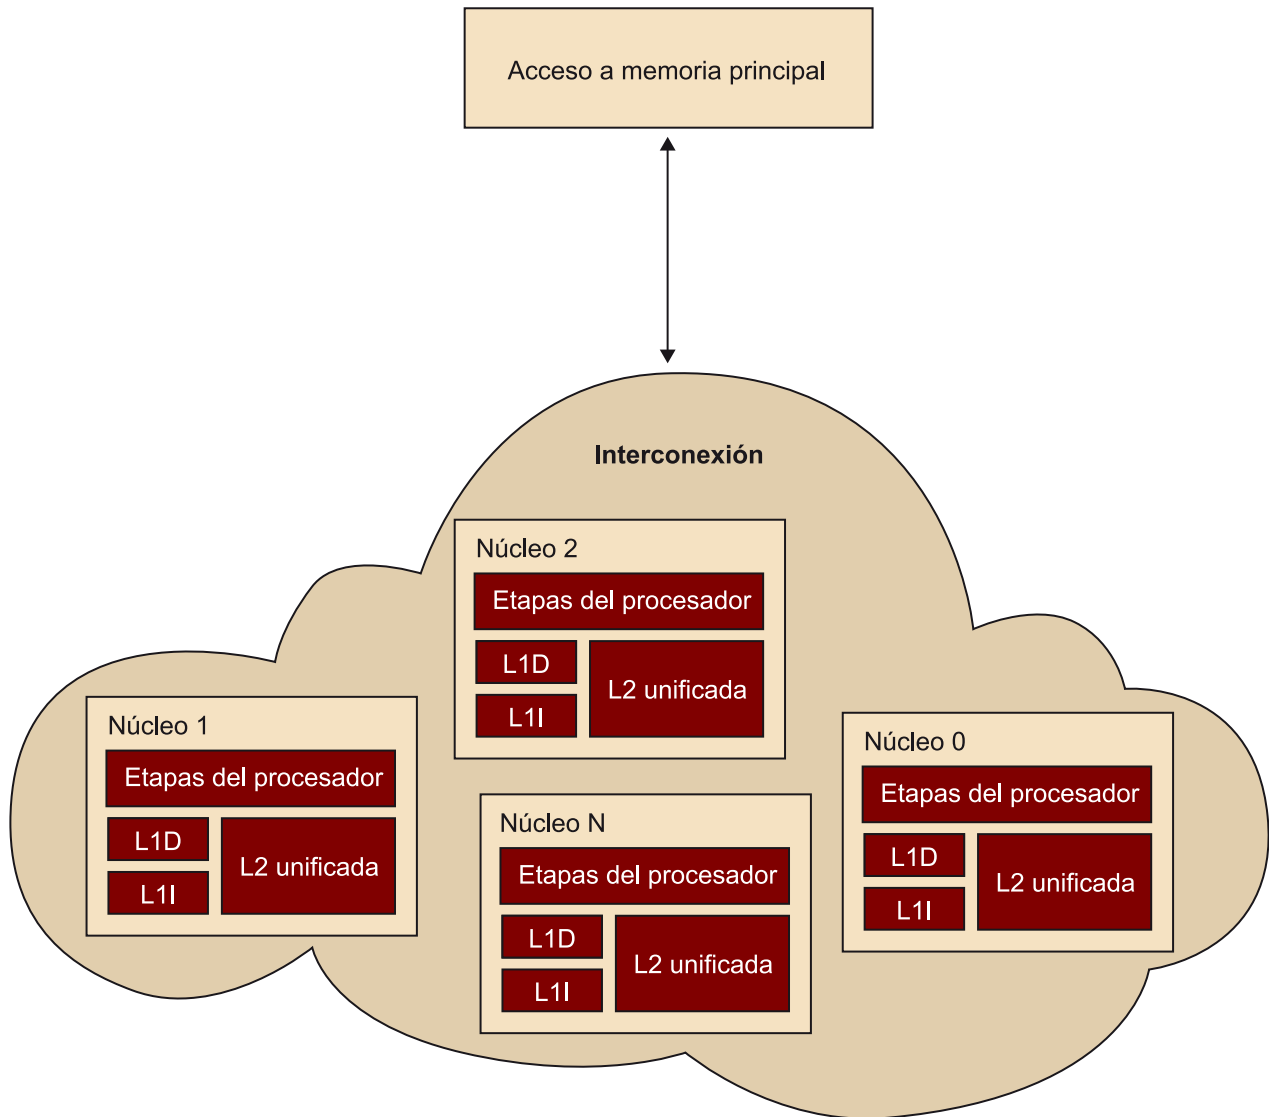 Acceso a memoria principal
Interconexión
Núcleo 2
Etapas del procesador
L1D
L2 unificada
L1I
Núcleo 1
Etapas del procesador
L1D
L2 unificada
L1I
Núcleo 0
Etapas del procesador
L1D
L2 unificada
L1I
Núcleo N
Etapas del procesador
L1D
L2 unificada
L1I